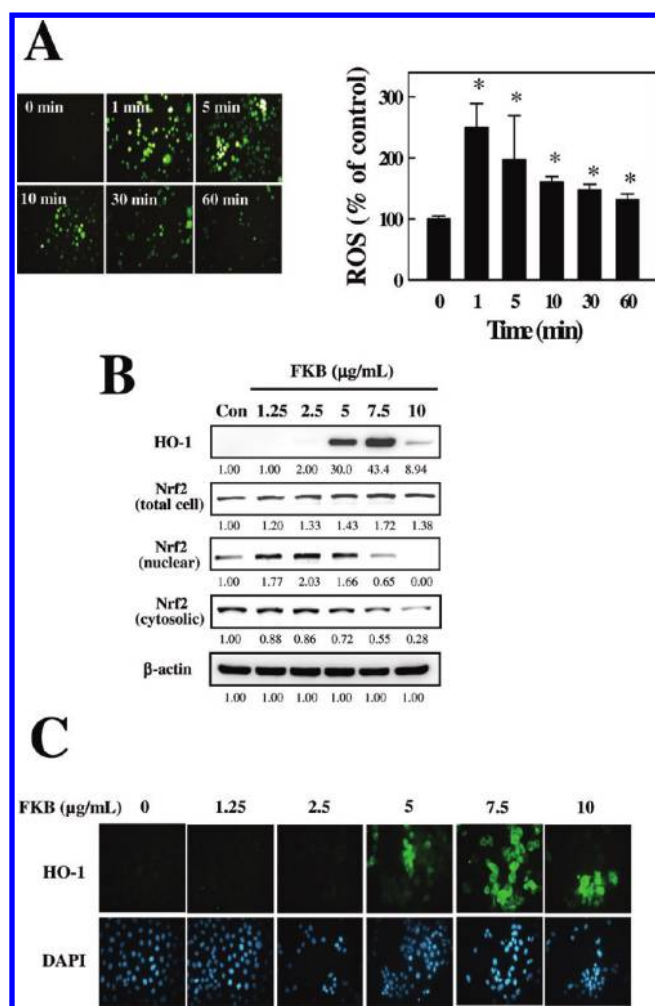 A
0 min 1 min 5 min
10 min 30 min 60 min
ROS (% of control)
300
200
100
0
*
*
*
*
*
0 1 5 10 30 60
Time (min)
B
FKB (μg/mL)
Con 1.25 2.5 5 7.5 10
HO-1
1.00 1.00 2.00 30.0 43.4 8.94
Nrf2
(total cell)
1.00 1.20 1.33 1.43 1.72 1.38
Nrf2
(nuclear)
1.00 1.77 2.03 1.66 0.65 0.00
Nrf2
(cytosolic)
1.00 0.88 0.86 0.72 0.55 0.28
β-actin
1.00 1.00 1.00 1.00 1.00 1.00
C
FKB (μg/mL) 0 1.25 2.5 5 7.5 10
HO-1
DAPI